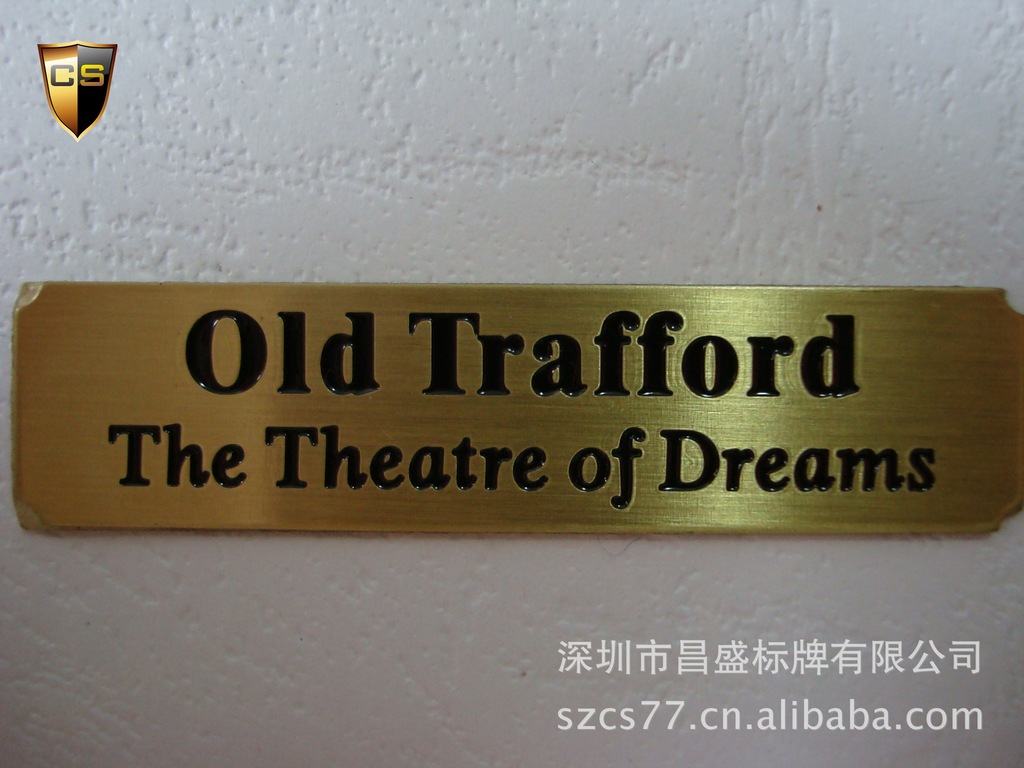 CS
Old Trafford
The Theatre of Dreams
深圳市昌盛标牌有限公司
szcs77.cn.alibaba.com